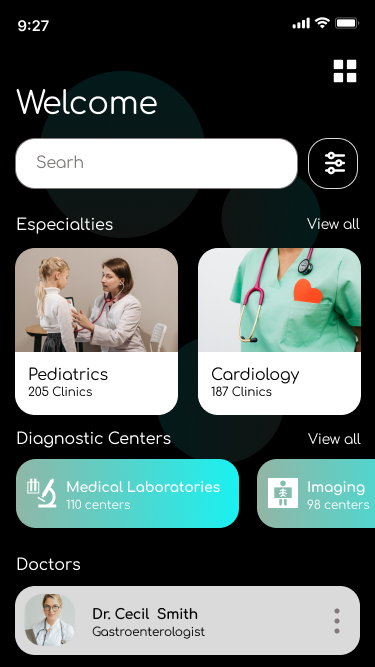 9:27
Welcome
Searh
Especialties
View all
Pediatrics
205 Clinics
Cardiology
187 Clinics
Diagnostic Centers
View all
Medical Laboratories
110 centers
Imaging
98 centers
Doctors
Dr. Cecil Smith
Gastroenterologist